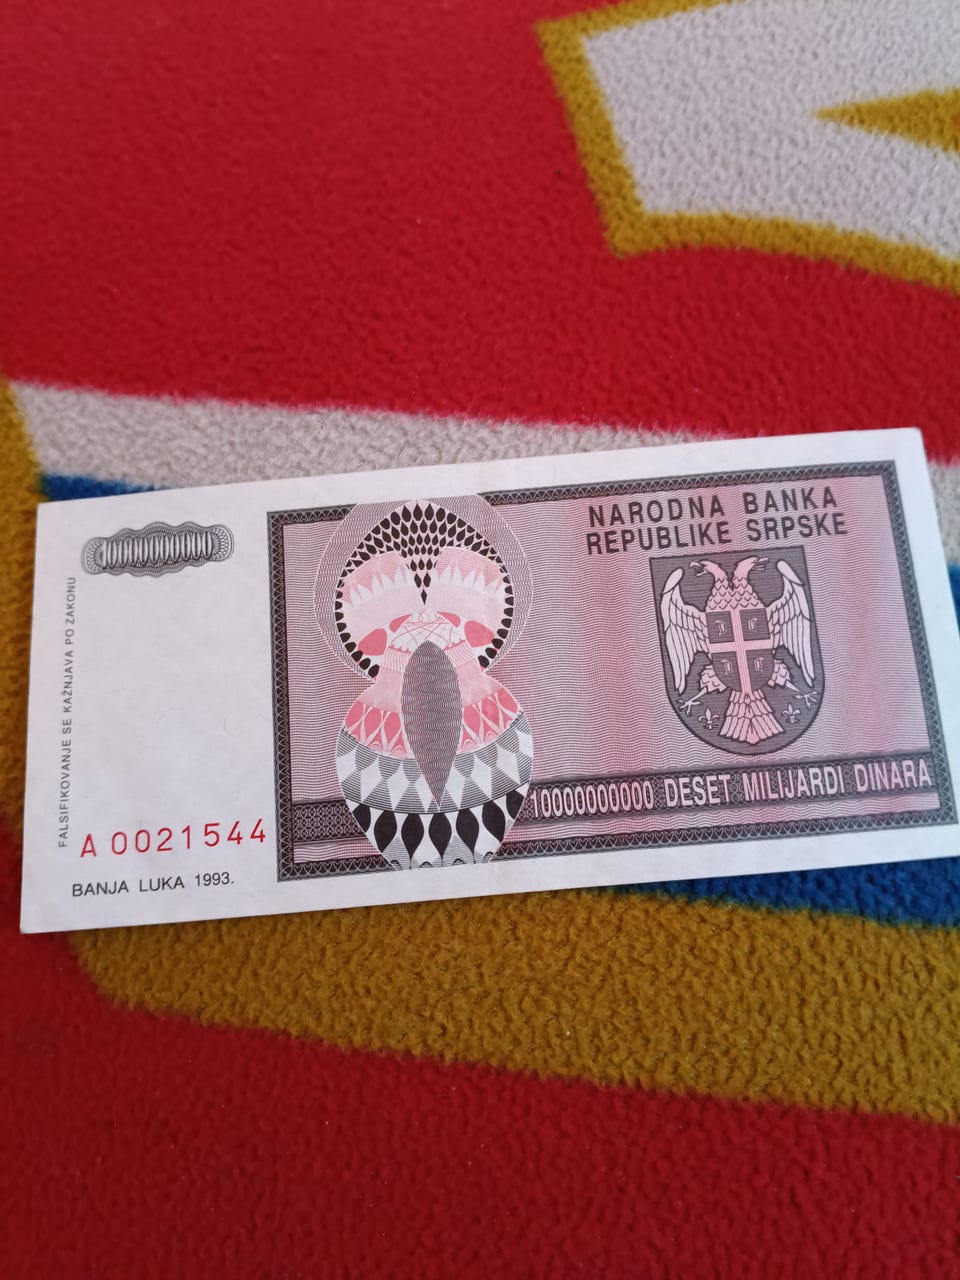 10000000000
FALSIFIKOVANJE SE KAŽNJAVA PO ZAKONU
A 0021544
BANJA LUKA 1993.
NARODNA BANKA
REPUBLIKE SRPSKE
10000000000 DESET MILIJARDI DINARA